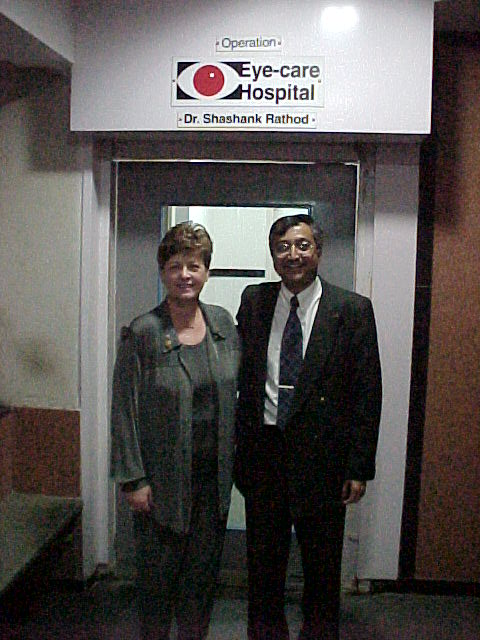 Operation
Eye-care
Hospital
Dr. Shashank Rathod